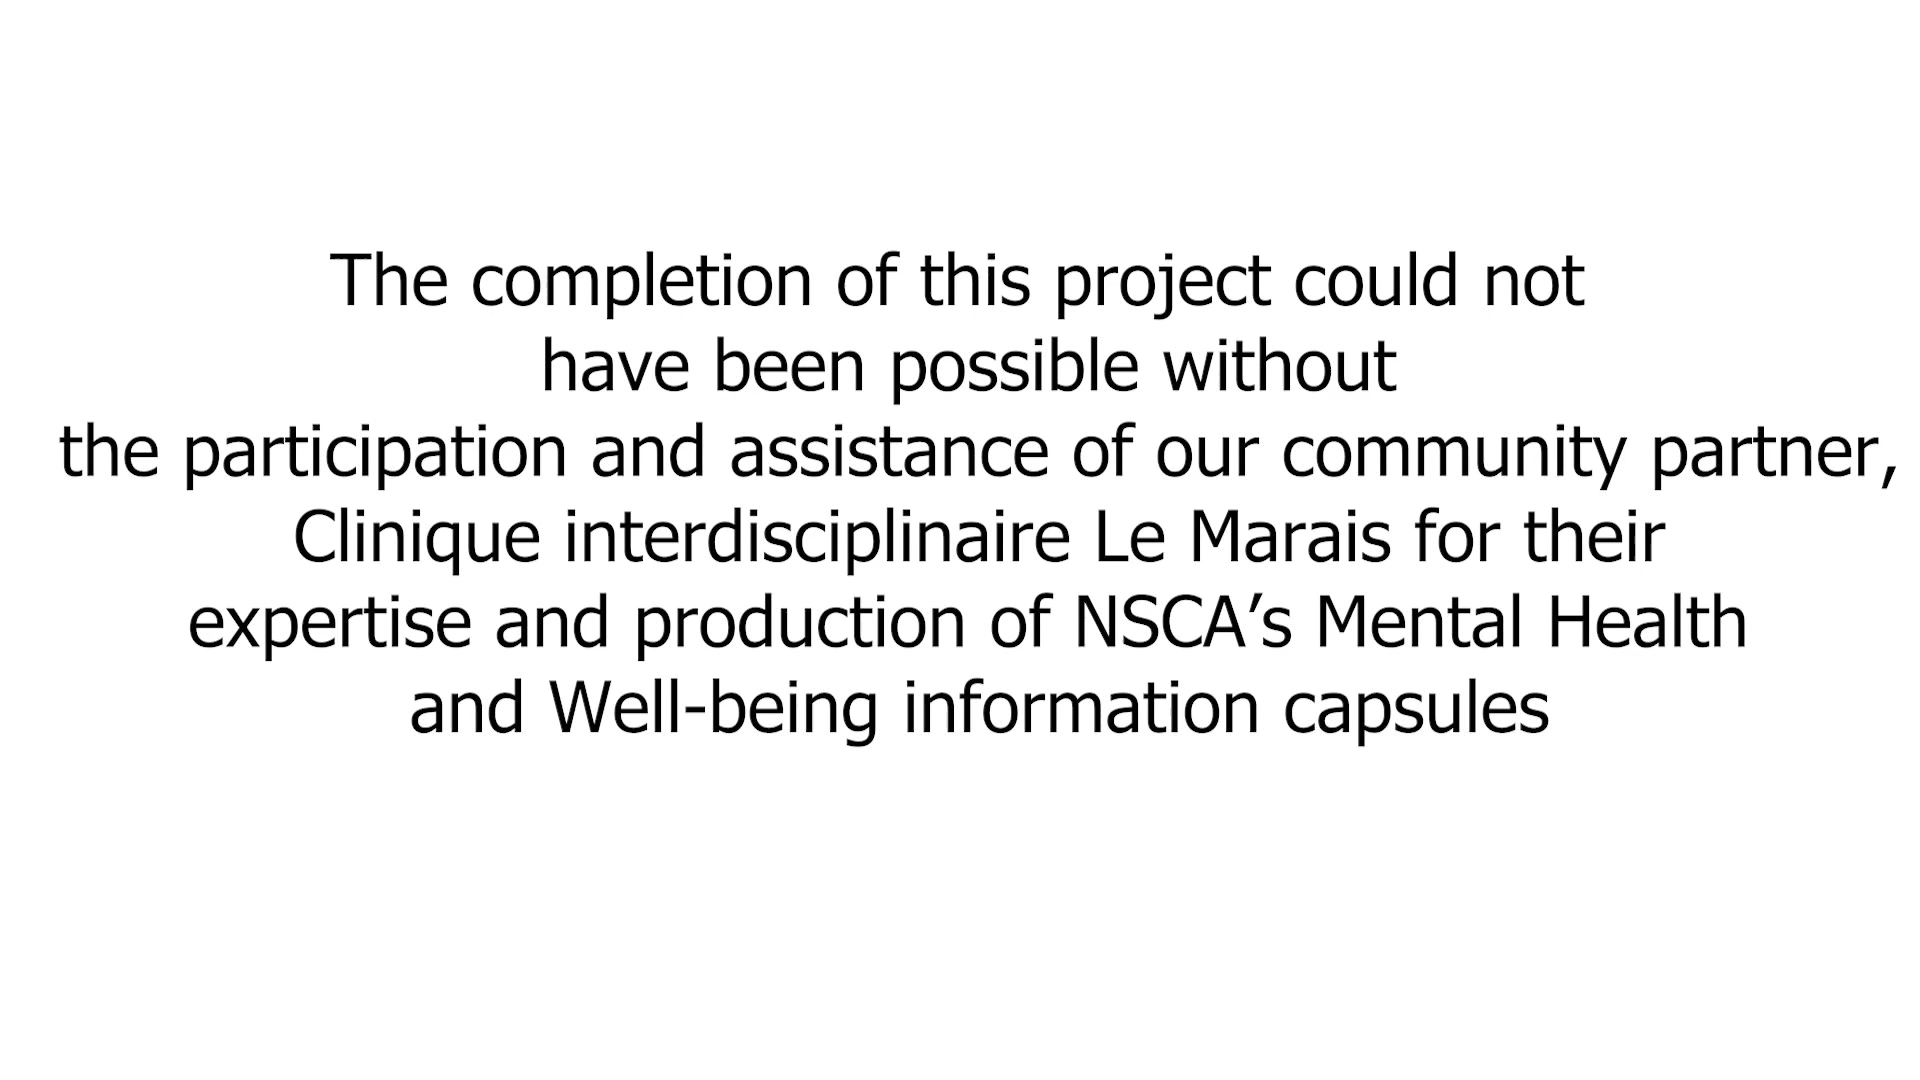 The completion of this project could not
have been possible without
the participation and assistance of our community partner,
Clinique interdisciplinaire Le Marais for their
expertise and production of NSCA’s Mental Health
and Well-being information capsules